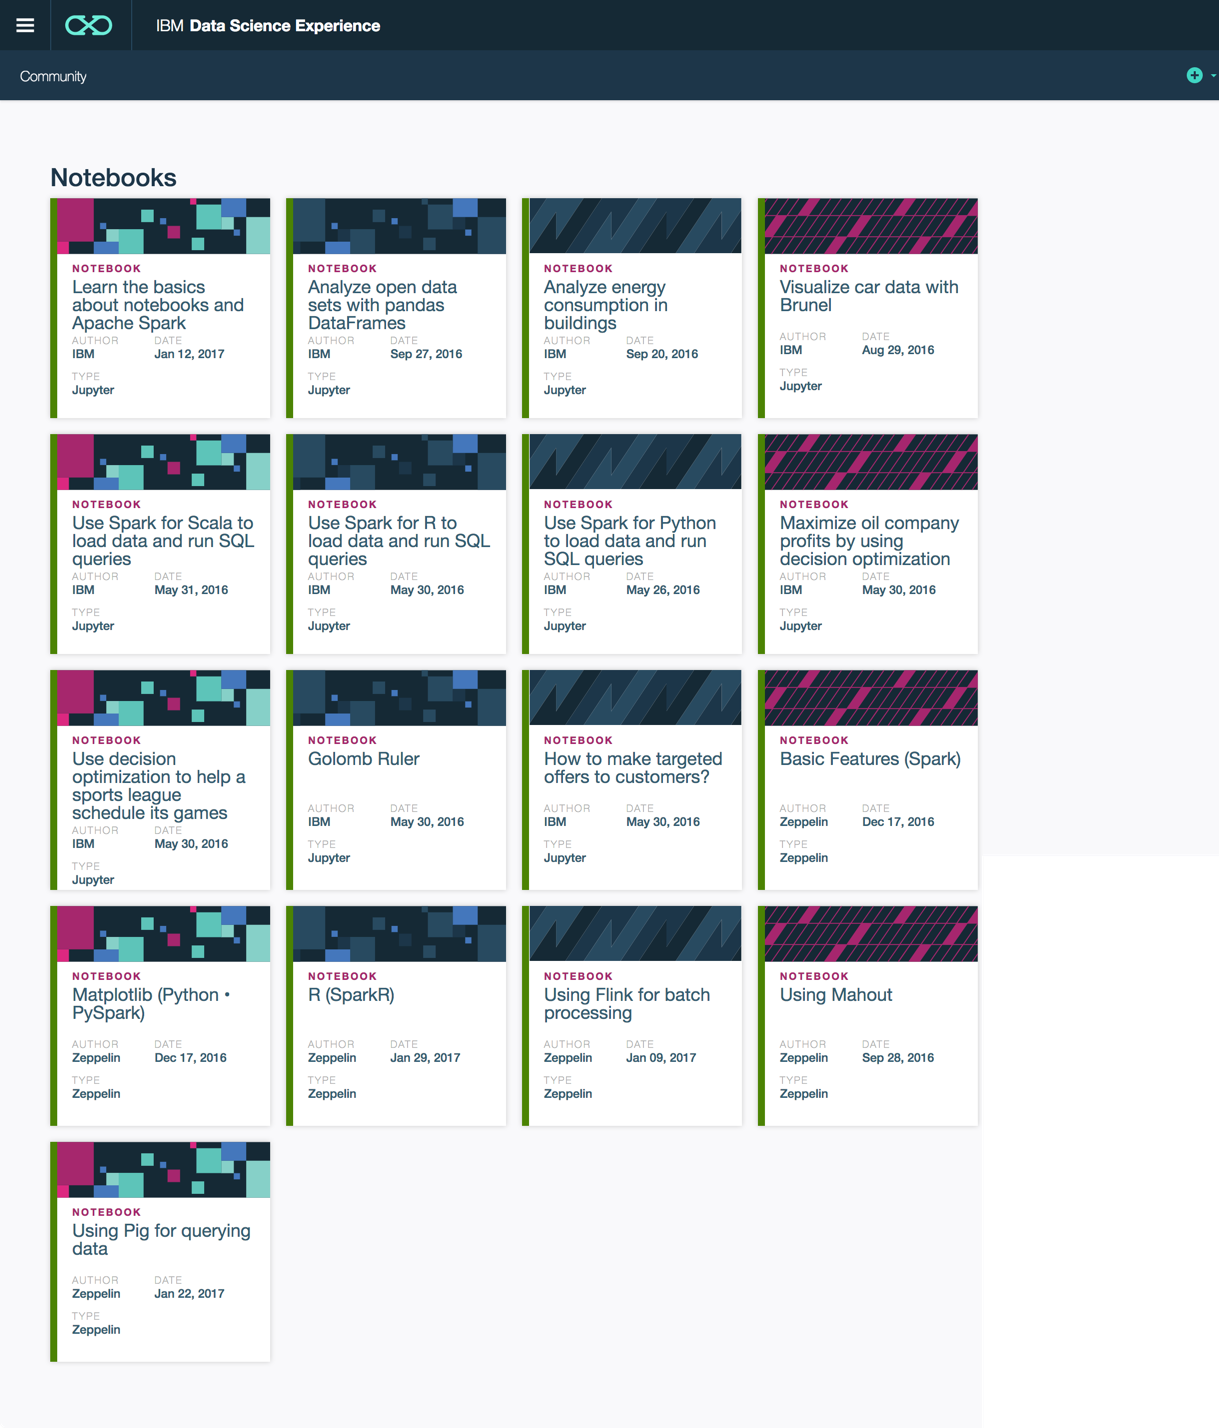 IBM Data Science Experience
Community
Notebooks
NOTEBOOK
Learn the basics
about notebooks and
Apache Spark
AUTHOR DATE
IBM Jan 12, 2017
TYPE
Jupyter
NOTEBOOK
Analyze open data
sets with pandas
DataFrames
AUTHOR DATE
IBM Sep 27, 2016
TYPE
Jupyter
NOTEBOOK
Analyze energy
consumption in
buildings
AUTHOR DATE
IBM Sep 20, 2016
TYPE
Jupyter
NOTEBOOK
Visualize car data with
Brunel
AUTHOR DATE
IBM Aug 29, 2016
TYPE
Jupyter
NOTEBOOK
Use Spark for Scala to
load data and run SQL
queries
AUTHOR DATE
IBM May 31, 2016
TYPE
Jupyter
NOTEBOOK
Use Spark for R to
load data and run SQL
queries
AUTHOR DATE
IBM May 30, 2016
TYPE
Jupyter
NOTEBOOK
Use Spark for Python
to load data and run
SQL queries
AUTHOR DATE
IBM May 26, 2016
TYPE
Jupyter
NOTEBOOK
Maximize oil company
profits by using
decision optimization
AUTHOR DATE
IBM May 30, 2016
TYPE
Jupyter
NOTEBOOK
Use decision
optimization to help a
sports league
schedule its games
AUTHOR DATE
IBM May 30, 2016
TYPE
Jupyter
NOTEBOOK
Golomb Ruler
AUTHOR DATE
IBM May 30, 2016
TYPE
Jupyter
NOTEBOOK
How to make targeted
offers to customers?
AUTHOR DATE
IBM May 30, 2016
TYPE
Jupyter
NOTEBOOK
Basic Features (Spark)
AUTHOR DATE
Zeppelin Dec 17, 2016
TYPE
Zeppelin
NOTEBOOK
Matplotlib (Python •
PySpark)
AUTHOR DATE
Zeppelin Dec 17, 2016
TYPE
Zeppelin
NOTEBOOK
R (SparkR)
AUTHOR DATE
Zeppelin Jan 29, 2017
TYPE
Zeppelin
NOTEBOOK
Using Flink for batch
processing
AUTHOR DATE
Zeppelin Jan 09, 2017
TYPE
Zeppelin
NOTEBOOK
Using Mahout
AUTHOR DATE
Zeppelin Sep 28, 2016
TYPE
Zeppelin
NOTEBOOK
Using Pig for querying
data
AUTHOR DATE
Zeppelin Jan 22, 2017
TYPE
Zeppelin